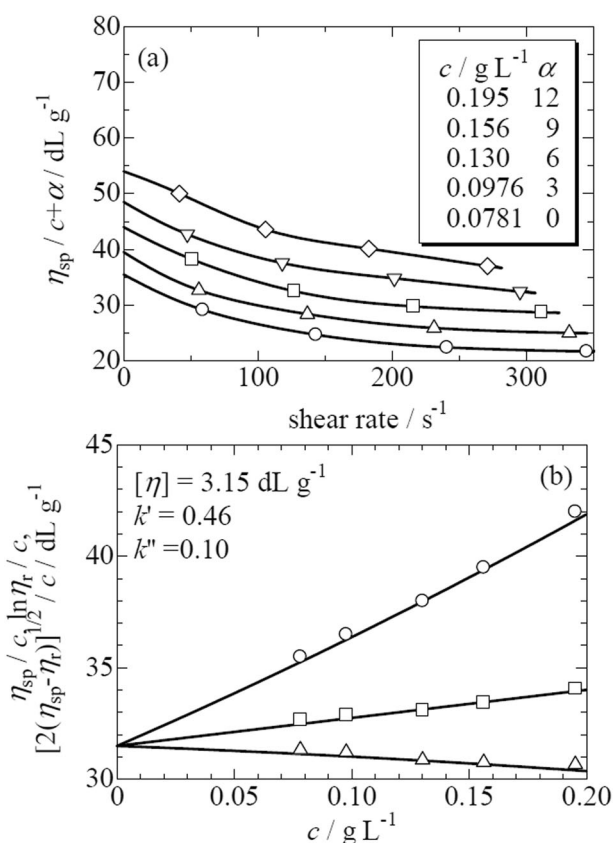 80
70
60
50
40
30
20
(a)
c / g L⁻¹ α
0.195 12
0.156 9
0.130 6
0.0976 3
0.0781 0
ηsp / c+α / dL g⁻¹
0 100 200 300
shear rate / s⁻¹
45
40
35
30
[η] = 3.15 dL g⁻¹
k' = 0.46
k" =0.10
(b)
ηsp / c, lnηr / c,
[2(ηsp-ηr)]¹/² / c / dL g⁻¹
0 0.05 0.10 0.15 0.20
c / g L⁻¹